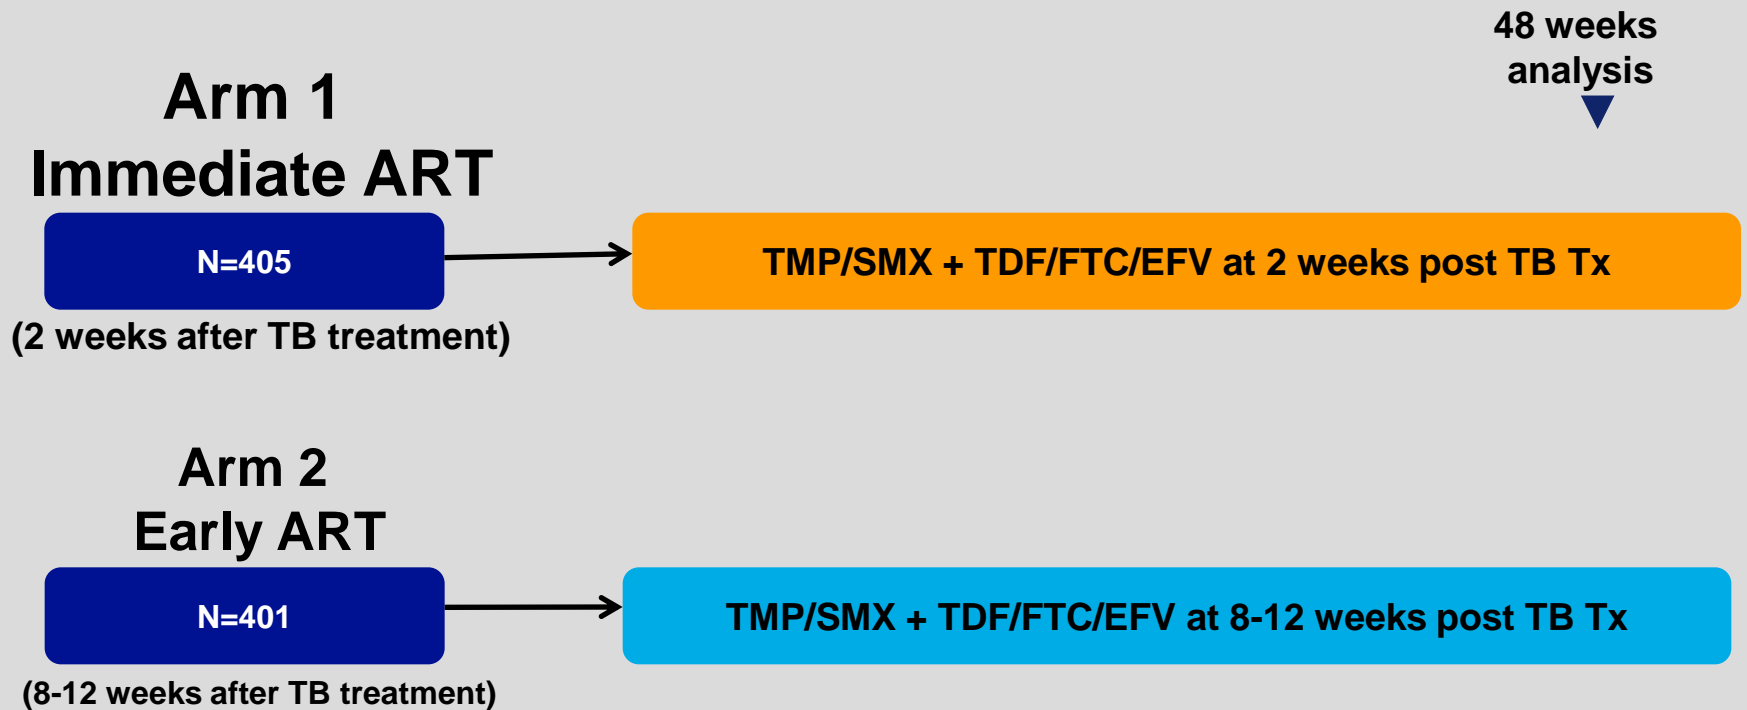 48 weeks
analysis
Arm 1
Immediate ART
N=405
TMP/SMX + TDF/FTC/EFV at 2 weeks post TB Tx
(2 weeks after TB treatment)
Arm 2
Early ART
N=401
TMP/SMX + TDF/FTC/EFV at 8-12 weeks post TB Tx
(8-12 weeks after TB treatment)